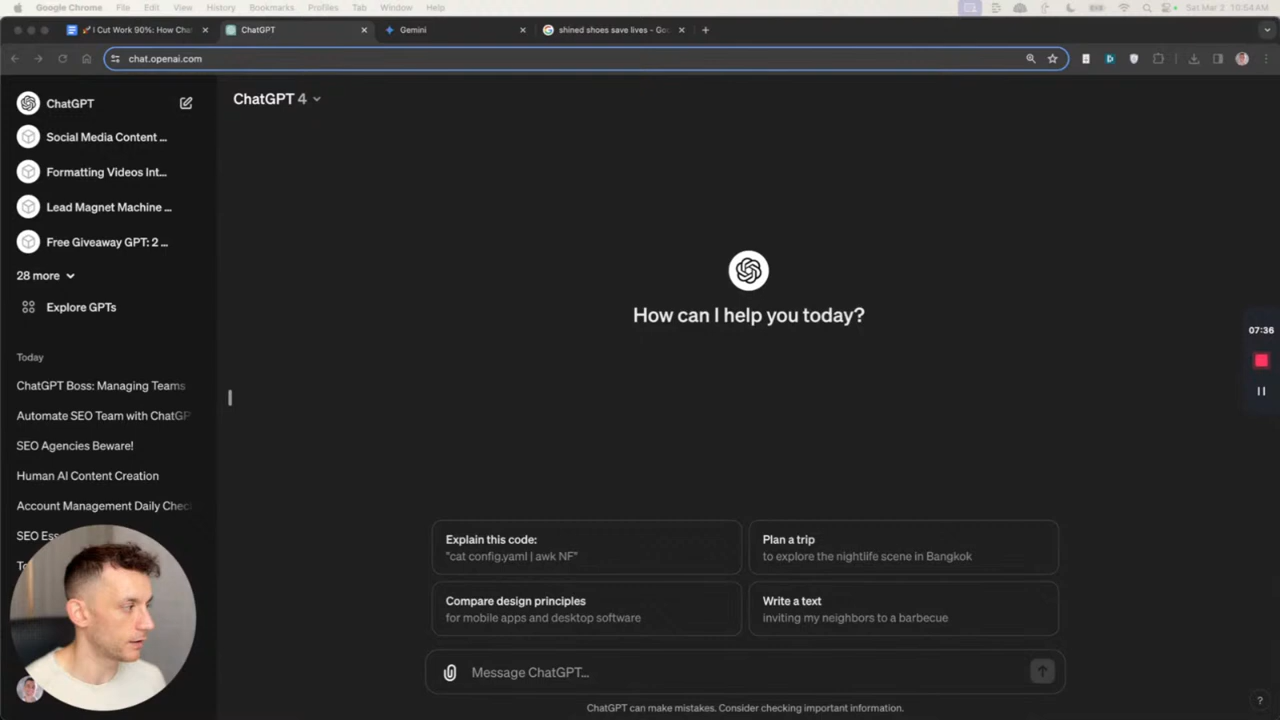 Google Chrome File Edit View History Bookmarks Profiles Tab Window Help Sat Mar 2 10:54 AM
I Cut Work 90%: How Cha
ChatGPT
Gemini
shined shoes save lives - Goo
chat.openai.com
ChatGPT
ChatGPT 4
Social Media Content ...
Formatting Videos Int...
Lead Magnet Machine ...
Free Giveaway GPT: 2 ...
28 more
Explore GPTs
Today
ChatGPT Boss: Managing Teams
Automate SEO Team with ChatGP
SEO Agencies Beware!
Human AI Content Creation
Account Management Daily Chec
SEO Ess
How can I help you today?
07:36
Explain this code:
"cat config.yaml | awk NF"
Plan a trip
to explore the nightlife scene in Bangkok
Compare design principles
for mobile apps and desktop software
Write a text
inviting my neighbors to a barbecue
Message ChatGPT...
ChatGPT can make mistakes. Consider checking important information.
?